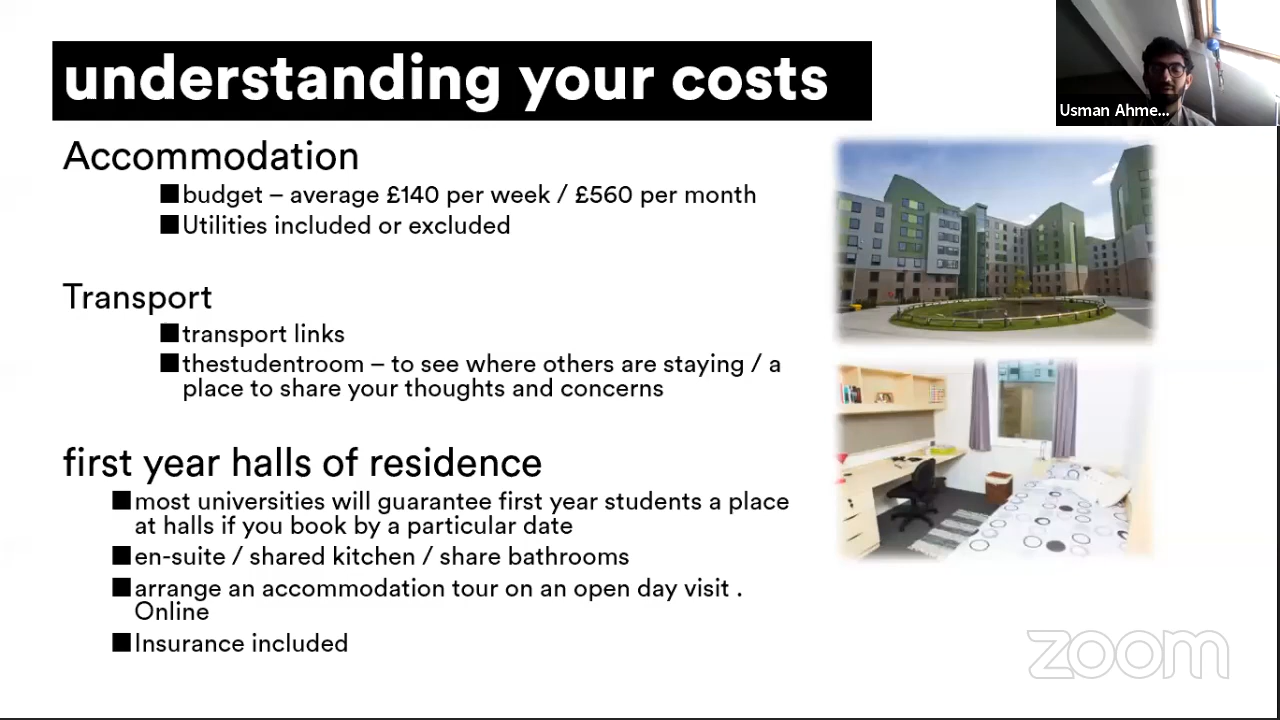 understanding your costs
Usman Ahme...
Accommodation
■budget – average £140 per week / £560 per month
■Utilities included or excluded
Transport
■transport links
■thestudentroom – to see where others are staying / a
place to share your thoughts and concerns
first year halls of residence
■most universities will guarantee first year students a place
at halls if you book by a particular date
■en-suite / shared kitchen / share bathrooms
■arrange an accommodation tour on an open day visit .
Online
■Insurance included
zoom